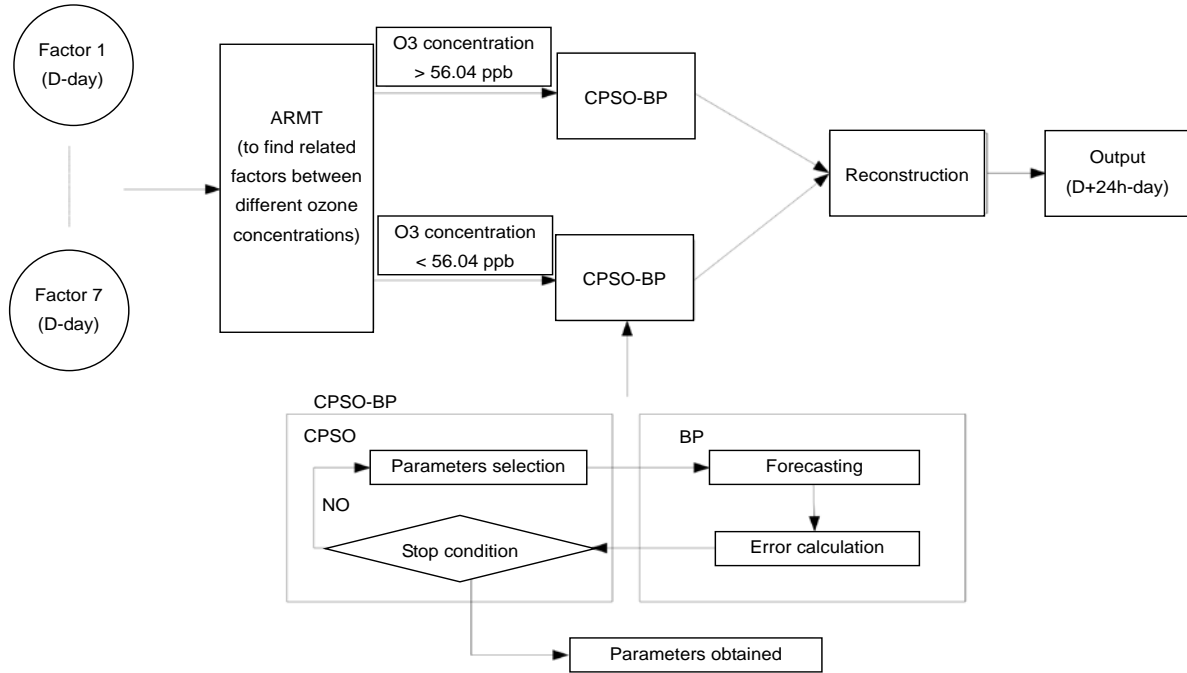 Factor 1
(D-day)
Factor 7
(D-day)
ARMT
(to find related
factors between
different ozone
concentrations)
O3 concentration
> 56.04 ppb
O3 concentration
< 56.04 ppb
CPSO-BP
CPSO-BP
Reconstruction
Output
(D+24h-day)
CPSO-BP
CPSO
Parameters selection
NO
Stop condition
BP
Forecasting
Error calculation
Parameters obtained